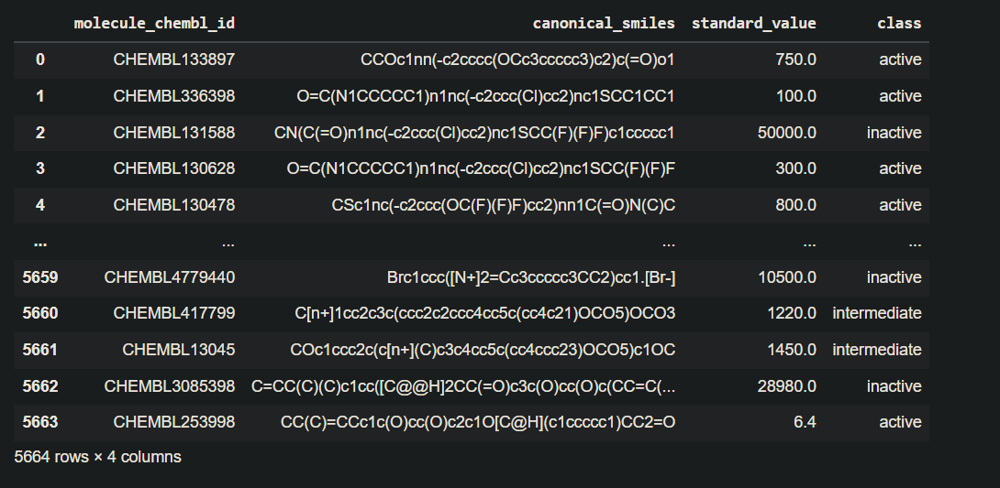 molecule_chembl_id canonical_smiles standard_value class
0 CHEMBL133897 CCOc1nn(-c2cccc(OCc3ccccc3)c2)c(=O)o1 750.0 active
1 CHEMBL336398 O=C(N1CCCCC1)n1nc(-c2ccc(Cl)cc2)nc1SCC1CC1 100.0 active
2 CHEMBL131588 CN(C(=O)n1nc(-c2ccc(Cl)cc2)nc1SCC(F)(F)F)c1ccccc1 50000.0 inactive
3 CHEMBL130628 O=C(N1CCCCC1)n1nc(-c2ccc(Cl)cc2)nc1SCC(F)(F)F 300.0 active
4 CHEMBL130478 CSc1nc(-c2ccc(OC(F)(F)F)cc2)nn1C(=O)N(C)C 800.0 active
... ... ... ... ...
5659 CHEMBL4779440 Brc1ccc([N+]2=Cc3ccccc3CC2)cc1.[Br-] 10500.0 inactive
5660 CHEMBL417799 C[n+]1cc2c3c(ccc2c2ccc4cc5c(cc4c21)OCO5)OCO3 1220.0 intermediate
5661 CHEMBL13045 COc1ccc2c(c[n+](C)c3c4cc5c(cc4ccc23)OCO5)c1OC 1450.0 intermediate
5662 CHEMBL3085398 C=CC(C)(C)c1cc([C@@H]2CC(=O)c3c(O)cc(O)c(CC=C(... 28980.0 inactive
5663 CHEMBL253998 CC(C)=CCc1c(O)cc(O)c2c1O[C@H](c1ccccc1)CC2=O 6.4 active
5664 rows × 4 columns